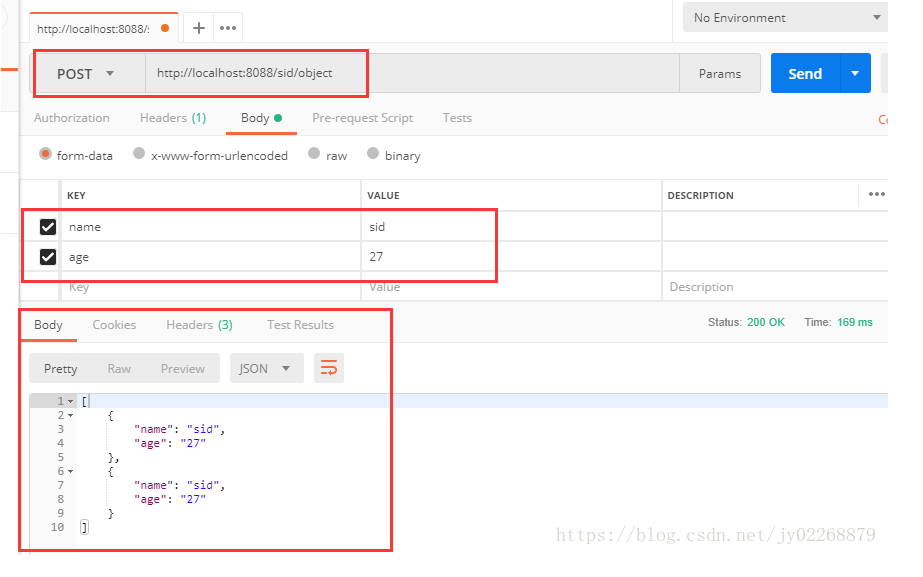 http://localhost:8088/s
No Environment
POST http://localhost:8088/sid/object Params Send
Authorization Headers (1) Body Pre-request Script Tests
form-data x-www-form-urlencoded raw binary
KEY VALUE DESCRIPTION
name sid
age 27
Key Value Description
Body Cookies Headers (3) Test Results Status: 200 OK Time: 169 ms
Pretty Raw Preview JSON
1 [
2 {
3 "name": "sid",
4 "age": "27"
5 },
6 {
7 "name": "sid",
8 "age": "27"
9 }
10 ]
https://blog.csdn.net/jy02268879